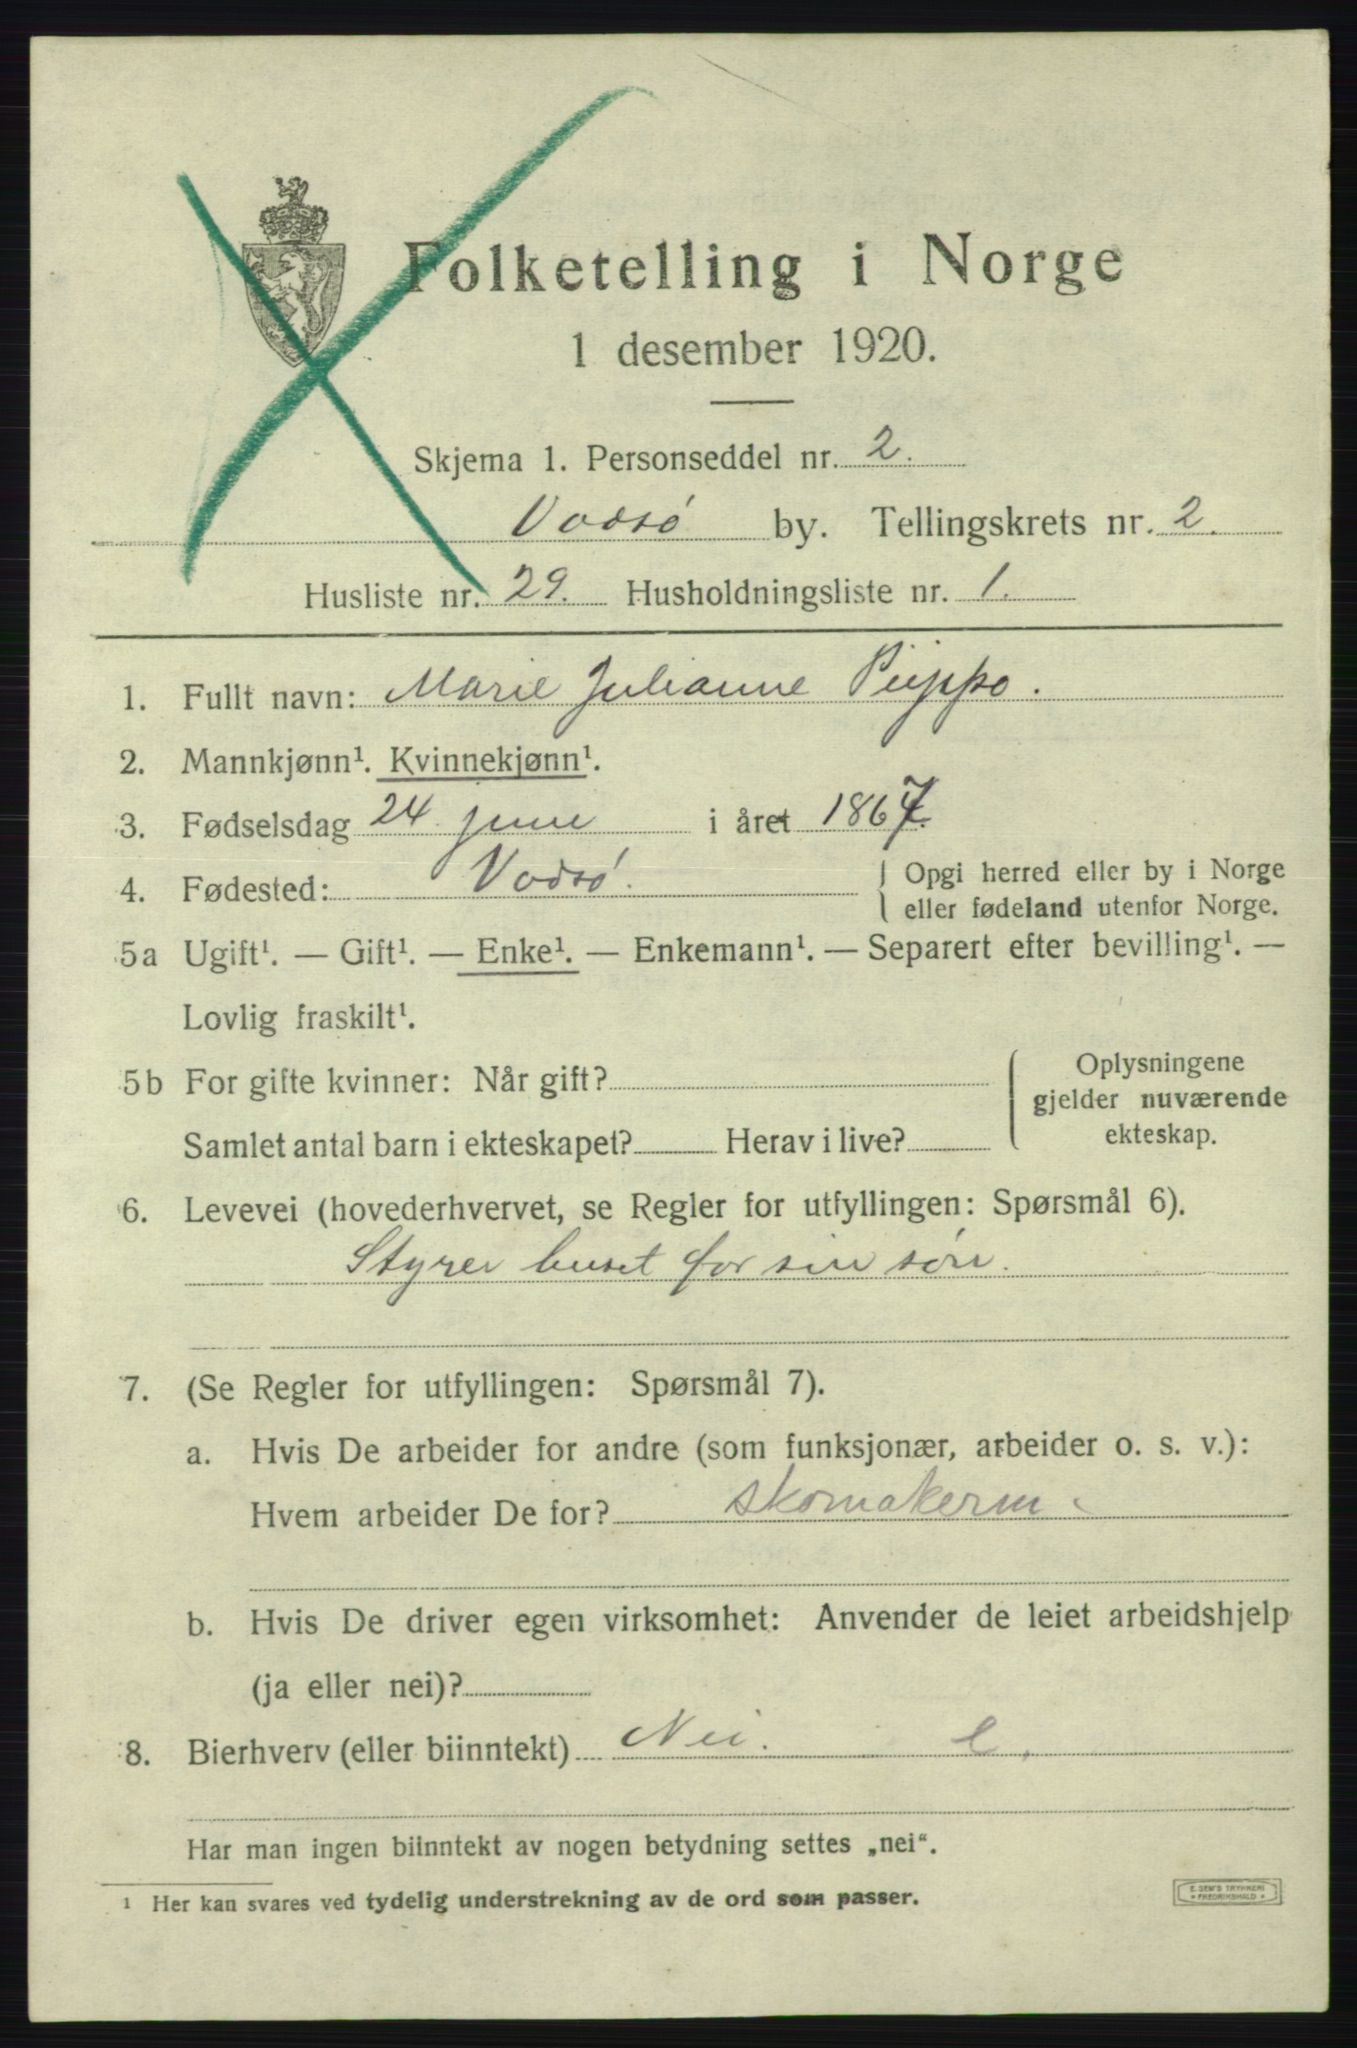 Folketelling i Norge
1 desember 1920.
Skjema 1. Personseddel nr. 2.
Vadsø by. Tellingskrets nr. 2.
Husliste nr. 29. Husholdningsliste nr. 1.
1. Fullt navn: Marie Julianne Piippo.
2. Mannkjønn¹. Kvinnekjønn¹.
3. Fødselsdag 24 juni i året 1867.
4. Fødested: Vadsø. { Opgi herred eller by i Norge
eller fødeland utenfor Norge.
5a Ugift¹. — Gift¹. — Enke¹. — Enkemann¹. — Separert efter bevilling¹. —
Lovlig fraskilt¹.
5b For gifte kvinner: Når gift? { Oplysningene
gjelder nuværende
Samlet antal barn i ekteskapet? Herav i live? ekteskap.
6. Levevei (hovederhvervet, se Regler for utfyllingen: Spørsmål 6).
Styrer huset for sin søn.
7. (Se Regler for utfyllingen: Spørsmål 7).
a. Hvis De arbeider for andre (som funksjonær, arbeider o. s. v.):
Hvem arbeider De for? skomakerm.
b. Hvis De driver egen virksomhet: Anvender de leiet arbeidshjelp
(ja eller nei)?
8. Bierhverv (eller biinntekt) Nei. e.
Har man ingen biinntekt av nogen betydning settes „nei“.
¹ Her kan svares ved tydelig understrekning av de ord som passer.
E. SEM'S TRYKKERI
• FREDRIKSHALD •